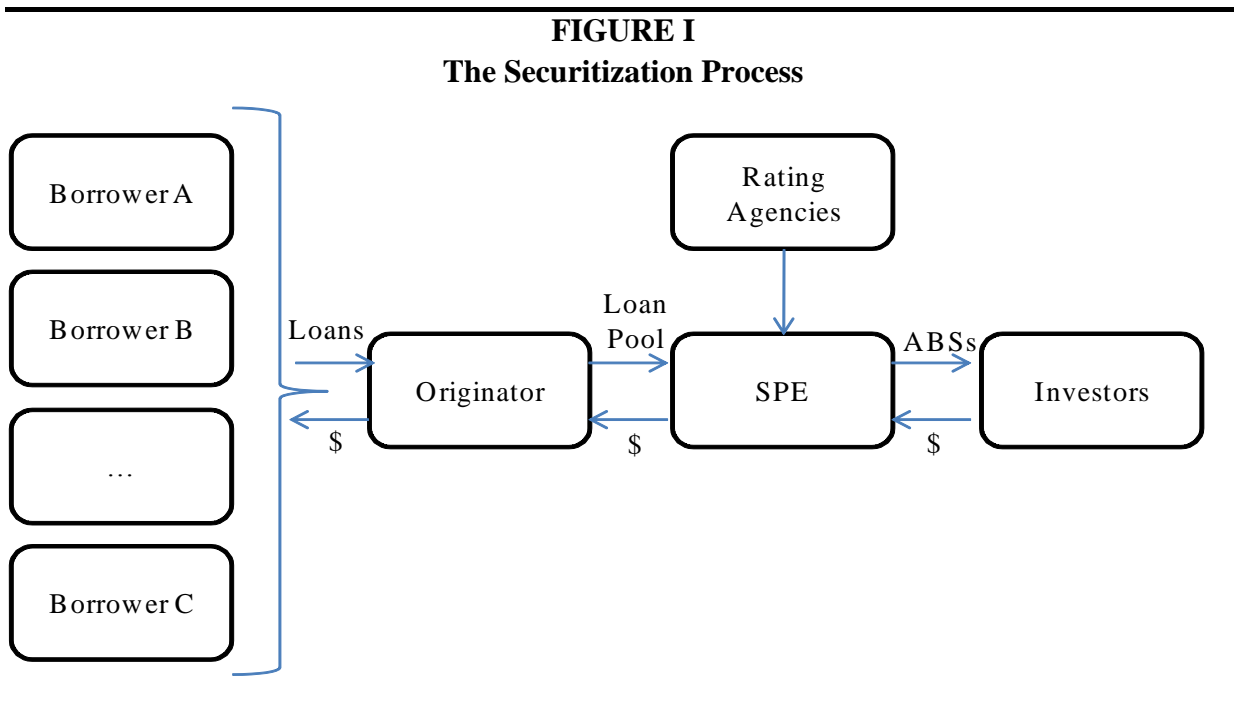 FIGURE I
The Securitization Process
Borrower A
Borrower B
…
Borrower C
Loans
$
Originator
Loan
Pool
$
Rating
Agencies
SPE
ABSs
$
Investors